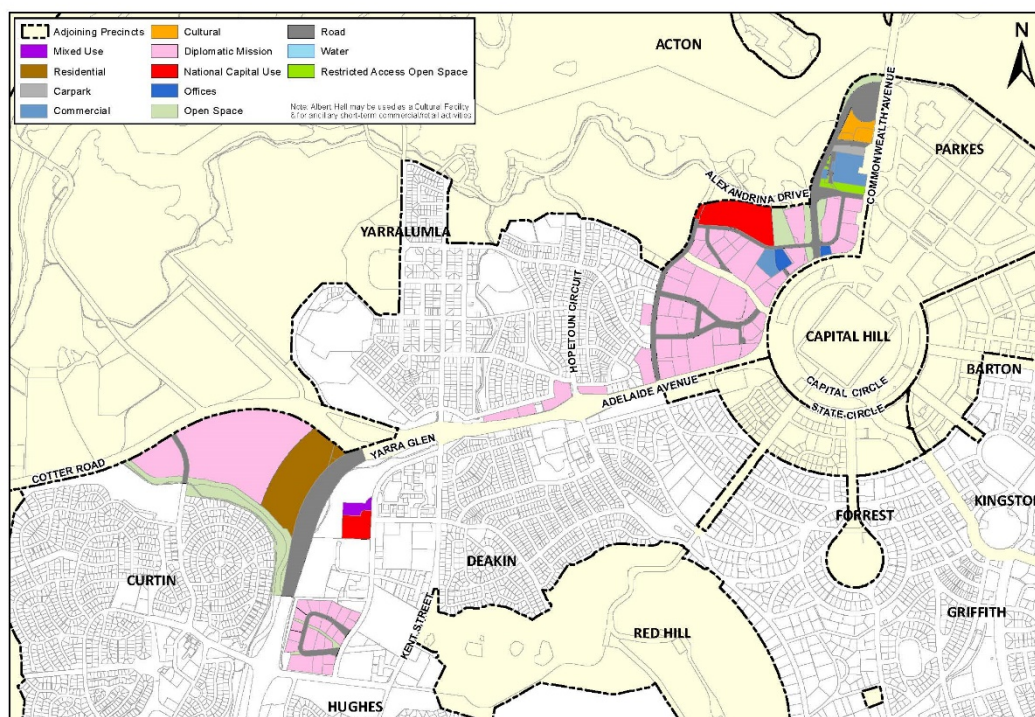 Adjoining Precincts
Mixed Use
Residential
Carpark
Commercial
Cultural
Diplomatic Mission
National Capital Use
Offices
Open Space
Road
Water
Restricted Access Open Space
Note: Albert Hall may be used as a Cultural Facility
& for ancillary short-term commercial/retail activities
N
ACTON
COMMONWEALTH AVENUE
PARKES
ALEXANDRINA DRIVE
YARRALUMLA
HOPETOUN CIRCUIT
CAPITAL HILL
BARTON
CAPITAL CIRCLE
STATE CIRCLE
ADELAIDE AVENUE
YARRA GLEN
COTTER ROAD
KINGSTON
FORREST
DEAKIN
CURTIN
KENT STREET
GRIFFITH
RED HILL
HUGHES